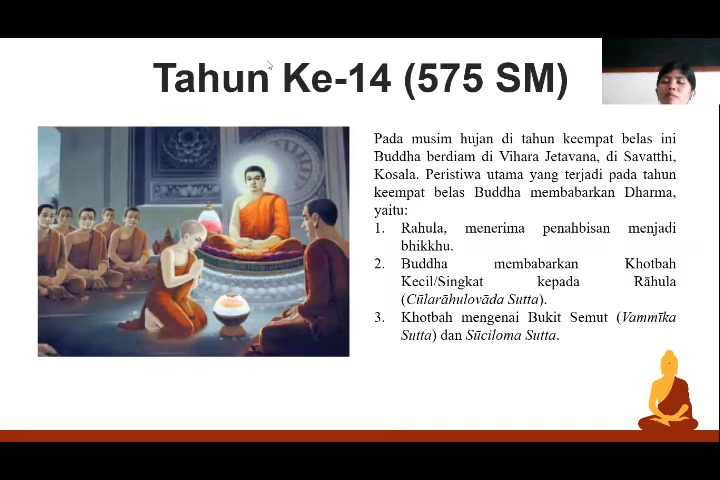 Tahun Ke-14 (575 SM)
Pada musim hujan di tahun keempat belas ini
Buddha berdiam di Vihara Jetavana, di Savatthi,
Kosala. Peristiwa utama yang terjadi pada tahun
keempat belas Buddha membabarkan Dharma,
yaitu:
1. Rahula, menerima penahbisan menjadi
bhikkhu.
2. Buddha membabarkan Khotbah
Kecil/Singkat kepada Rāhula
(Cūlarāhulovāda Sutta).
3. Khotbah mengenai Bukit Semut (Vammīka
Sutta) dan Sūciloma Sutta.